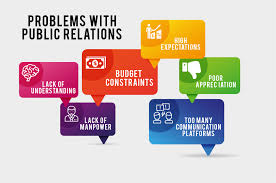 PROBLEMS WITH
PUBLIC RELATIONS
HIGH
EXPECTATIONS
LACK OF
UNDERSTANDING
BUDGET
CONSTRAINTS
POOR
APPRECIATION
LACK OF
MANPOWER
TOO MANY
COMMUNICATION
PLATFORMS